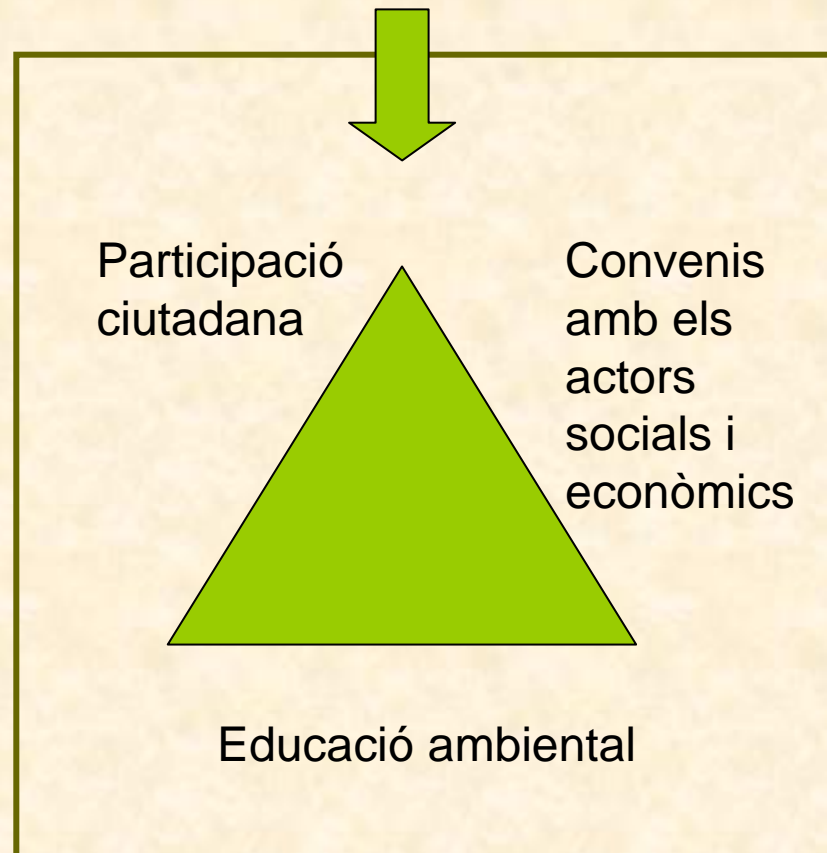 Participació
ciutadana
Convenis
amb els
actors
socials i
econòmics
Educació ambiental